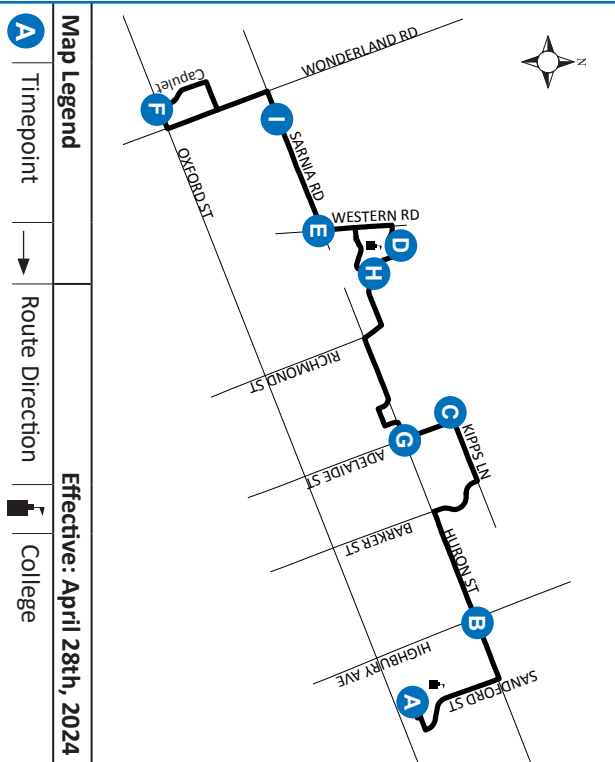 N
WONDERLAND RD
Capulet
F
I
OXFORD ST
SARNIA RD
WESTERN RD
E
D
H
RICHMOND ST
C
KIPPS LN
G
ADELAIDE ST
BARKER ST
HURON ST
B
HIGHBURY AVE
SANDFORD ST
A
Map Legend
Effective: April 28th, 2024
A Timepoint
Route Direction
College